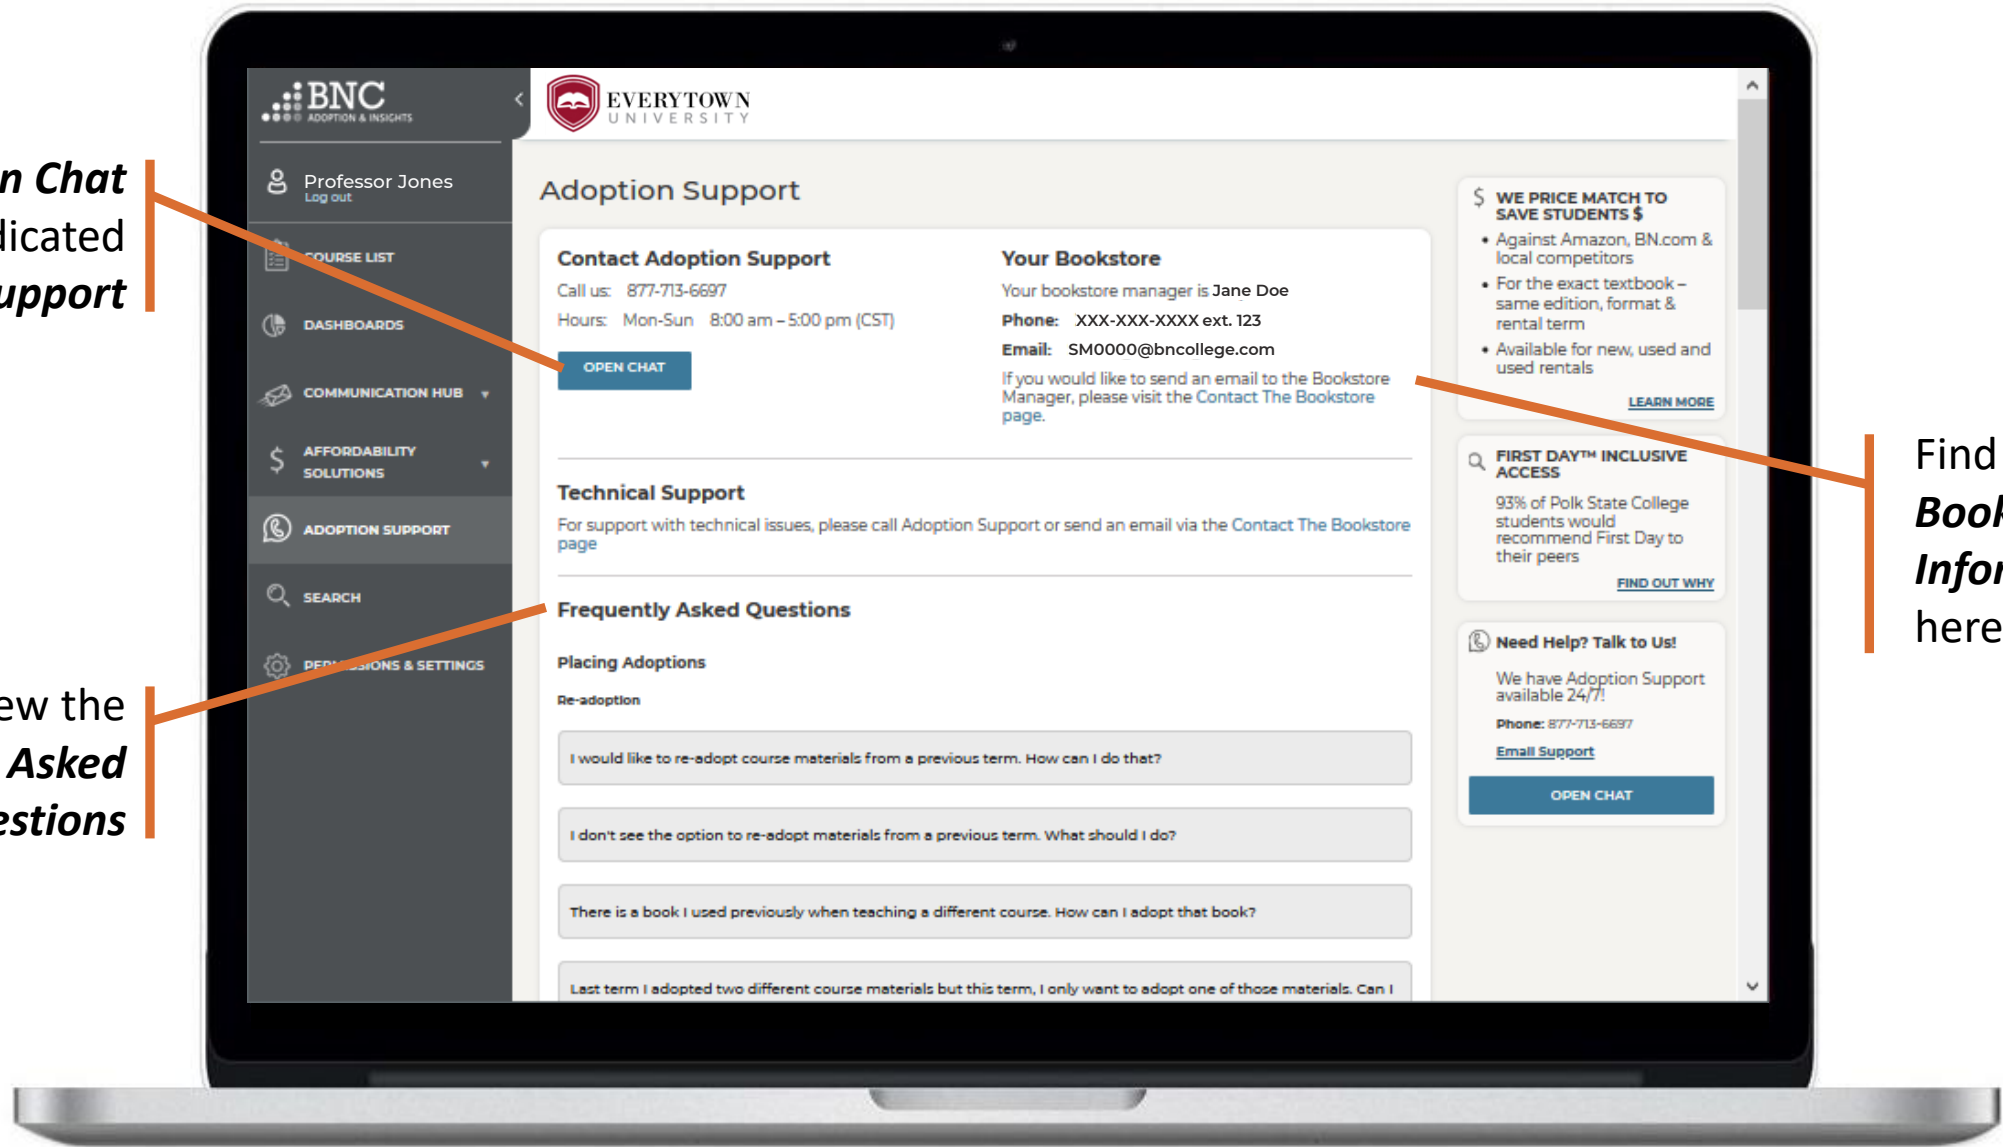 BNC
ADOPTION & INSIGHTS
<
EVERYTOWN
UNIVERSITY
Professor Jones
Log out
COURSE LIST
DASHBOARDS
COMMUNICATION HUB
AFFORDABILITY
SOLUTIONS
ADOPTION SUPPORT
SEARCH
PERMISSIONS & SETTINGS
n Chat
dicated
upport
ew the
Asked
estions
Adoption Support
Contact Adoption Support
Call us: 877-713-6697
Hours: Mon-Sun 8:00 am – 5:00 pm (CST)
OPEN CHAT
Your Bookstore
Your bookstore manager is Jane Doe
Phone: XXX-XXX-XXXX ext. 123
Email: SM0000@bncollege.com
If you would like to send an email to the Bookstore
Manager, please visit the Contact The Bookstore
page.
Technical Support
For support with technical issues, please call Adoption Support or send an email via the Contact The Bookstore
page
Frequently Asked Questions
Placing Adoptions
Re-adoption
I would like to re-adopt course materials from a previous term. How can I do that?
I don't see the option to re-adopt materials from a previous term. What should I do?
There is a book I used previously when teaching a different course. How can I adopt that book?
Last term I adopted two different course materials but this term, I only want to adopt one of those materials. Can I
$ WE PRICE MATCH TO
SAVE STUDENTS $
• Against Amazon, BN.com &
local competitors
• For the exact textbook –
same edition, format &
rental term
• Available for new, used and
used rentals
LEARN MORE
FIRST DAY™ INCLUSIVE
ACCESS
93% of Polk State College
students would
recommend First Day to
their peers
FIND OUT WHY
Need Help? Talk to Us!
We have Adoption Support
available 24/7!
Phone: 877-713-6697
Email Support
OPEN CHAT
Find
Book
Infor
here